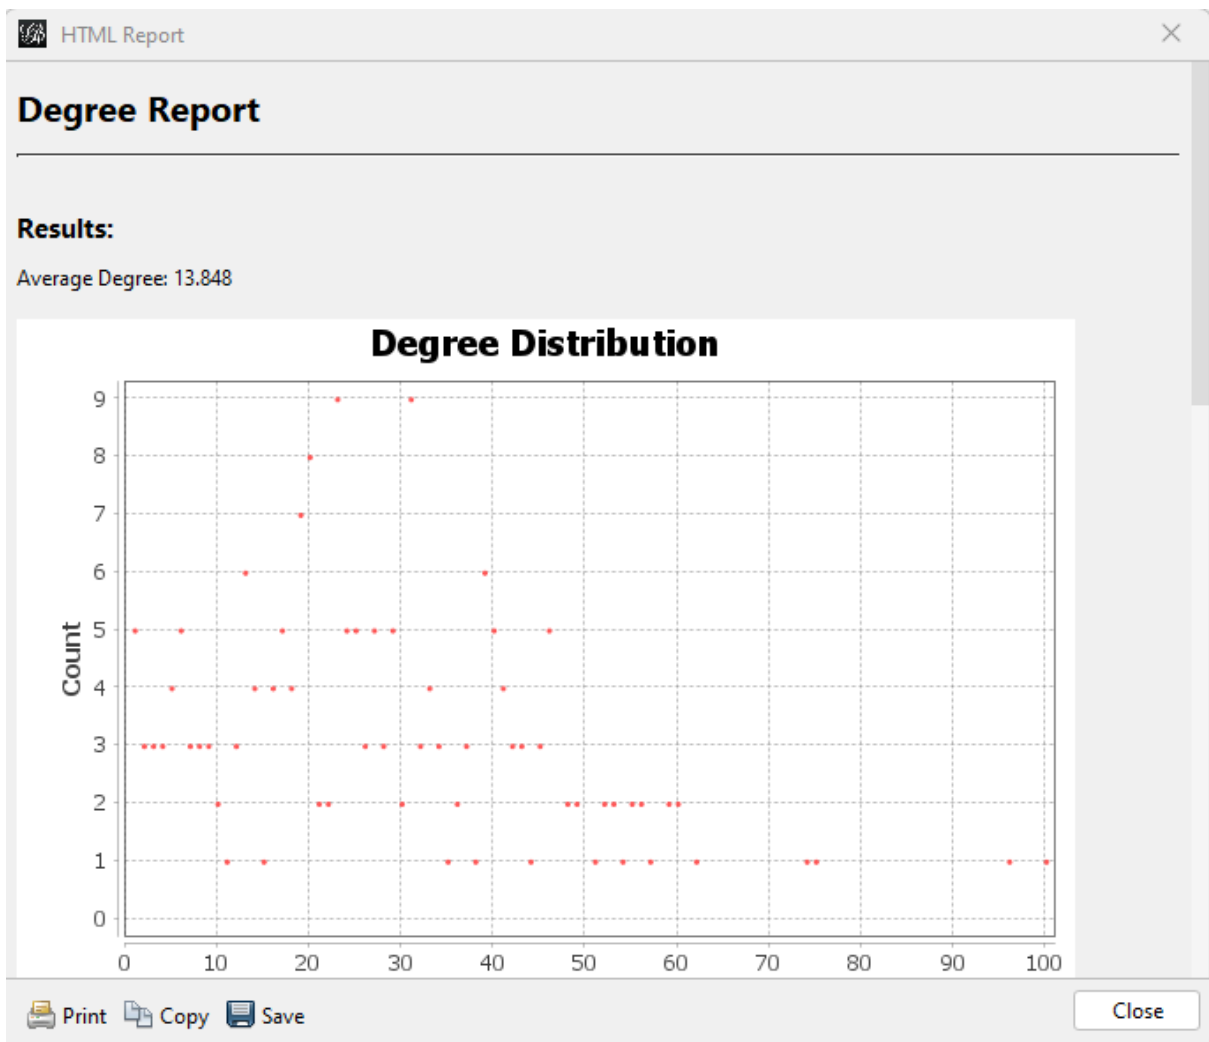 HTML Report
Degree Report
Results:
Average Degree: 13.848
Degree Distribution
9
8
7
6
5
4
3
2
1
0
Count
0 10 20 30 40 50 60 70 80 90 100
Print Copy Save Close